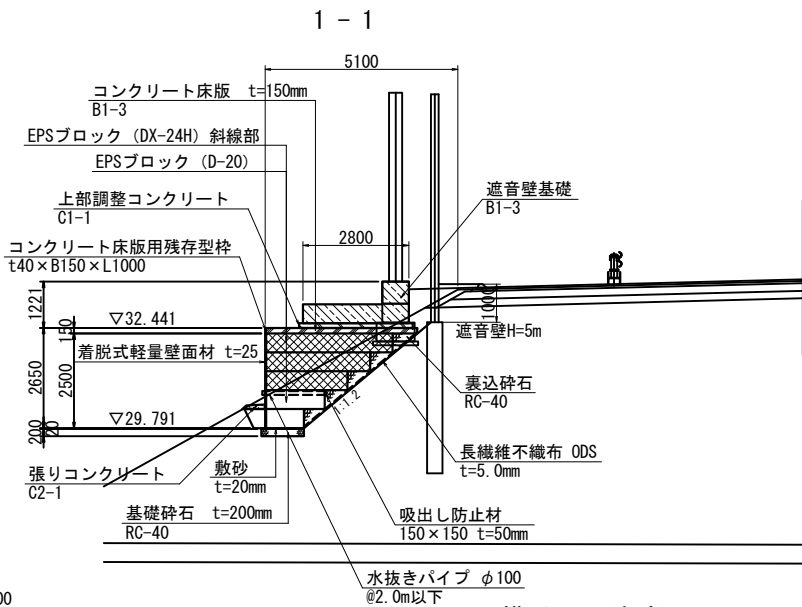 1 - 1
5100
コンクリート床版 t=150mm
B1-3
EPSブロック (DX-24H) 斜線部
EPSブロック (D-20)
上部調整コンクリート
C1-1
コンクリート床版用残存型枠
t40×B150×L1000
2800
遮音壁基礎
B1-3
1221
150
2650
2500
200
20
▽32.441
着脱式軽量壁面材 t=25
▽29.791
1000
遮音壁H=5m
裏込砕石
RC-40
1:1.2
長繊維不織布 ODS
t=5.0mm
張りコンクリート
C2-1
敷砂
t=20mm
基礎砕石 t=200mm
RC-40
吸出し防止材
150×150 t=50mm
水抜きパイプ φ100
@2.0m以下
00